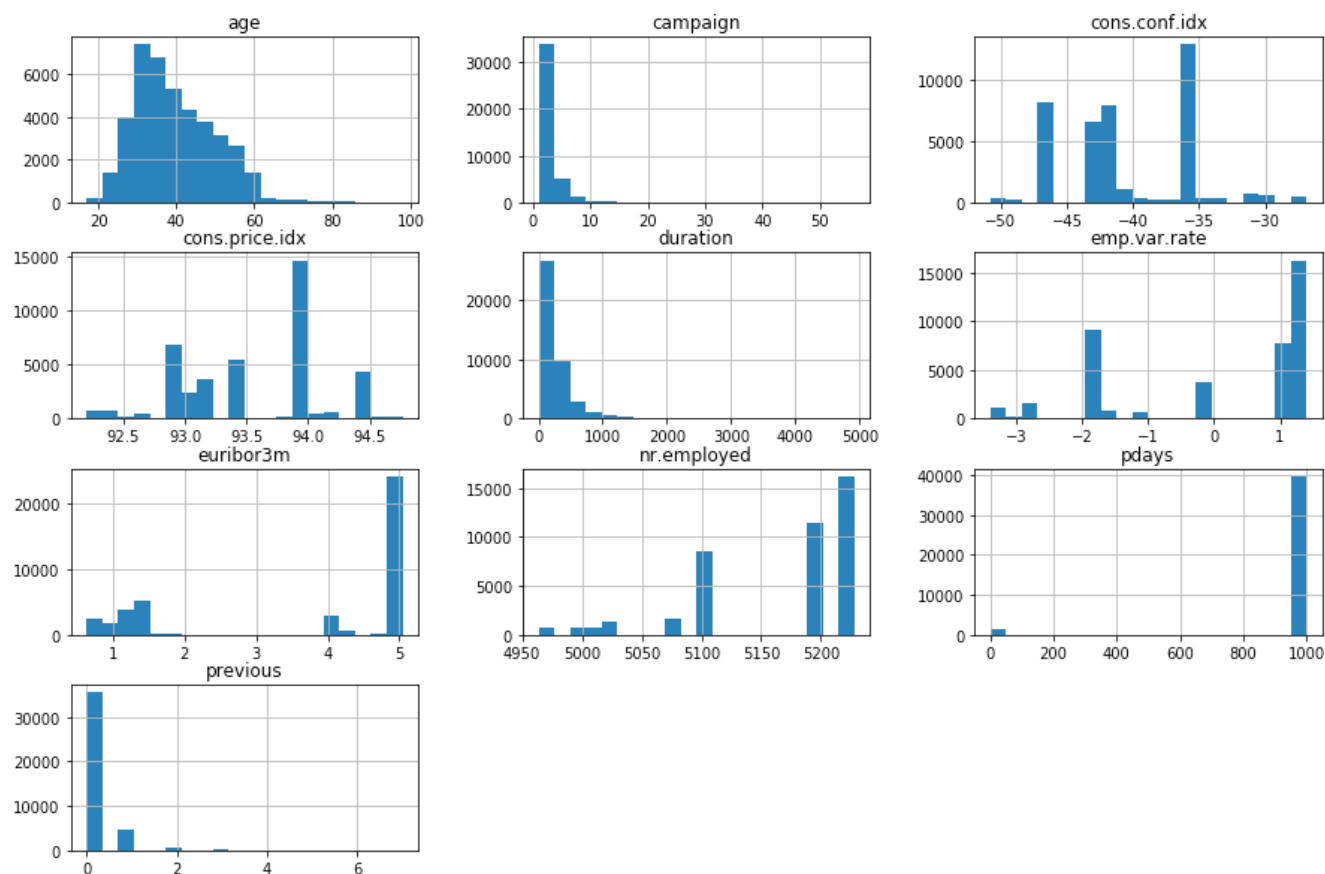 age
6000
4000
2000
0
20 40 60 80 100
campaign
30000
20000
10000
0
0 10 20 30 40 50
cons.conf.idx
10000
5000
0
−50 −45 −40 −35 −30
cons.price.idx
15000
10000
5000
0
92.5 93.0 93.5 94.0 94.5
duration
20000
10000
0
0 1000 2000 3000 4000 5000
emp.var.rate
15000
10000
5000
0
−3 −2 −1 0 1
euribor3m
20000
10000
0
1 2 3 4 5
nr.employed
15000
10000
5000
0
4950 5000 5050 5100 5150 5200
pdays
40000
30000
20000
10000
0
0 200 400 600 800 1000
previous
30000
20000
10000
0
0 2 4 6